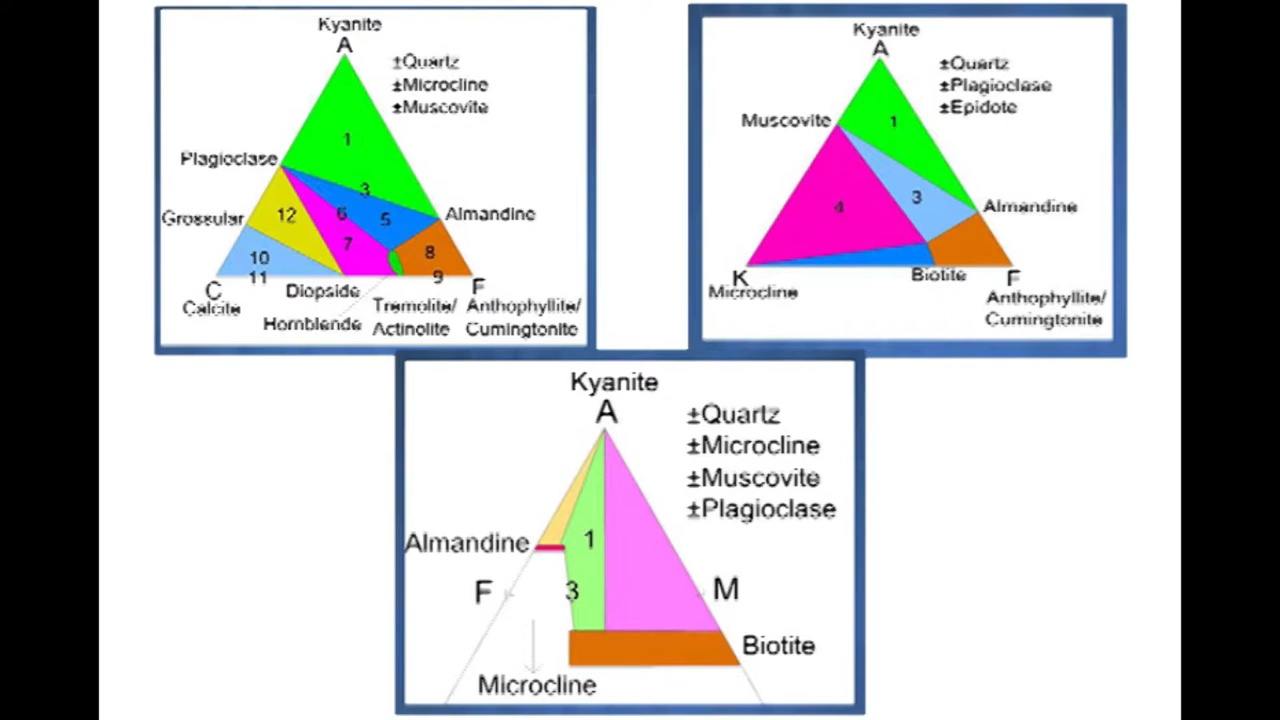 Kyanite
A
±Quartz
±Microcline
±Muscovite
1
Plagioclase
3
Grossular
12
6
5
Almandine
7
8
10
11
9
C
Calcite
Diopside
Hornblende
Tremolite/
Actinolite
F
Anthophyllite/
Cumingtonite
Kyanite
A
±Quartz
±Plagioclase
±Epidote
Muscovite
1
3
4
Almandine
K
Microcline
Biotite
F
Anthophyllite/
Cumingtonite
Kyanite
A
±Quartz
±Microcline
±Muscovite
±Plagioclase
Almandine
1
F
3
M
Biotite
Microcline